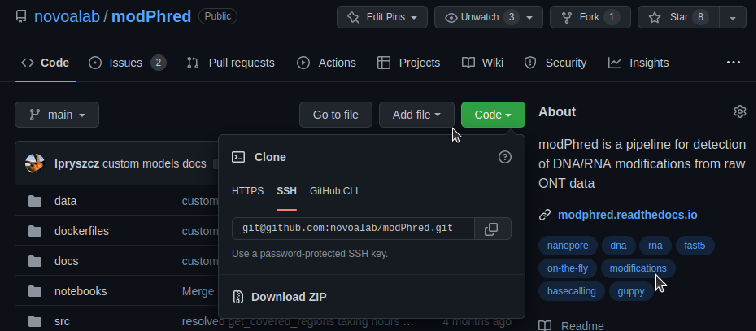 novoalab / modPhred Public
Edit Pins Unwatch 3 Fork 1 Star 8
Code Issues 2 Pull requests Actions Projects Wiki Security Insights
main Go to file Add file Code
lpryszcz custom models docs
data custom
dockerfiles custom
docs custom
notebooks Merge
src resolved get_covered_regions taking hours ... 4 months ago
Clone
HTTPS SSH GitHub CLI
git@github.com:novoalab/modPhred.git
Use a password-protected SSH key.
Download ZIP
About
modPhred is a pipeline for detection
of DNA/RNA modifications from raw
ONT data
modphred.readthedocs.io
nanopore dna rna fast5
on-the-fly modifications
basecalling guppy
Readme